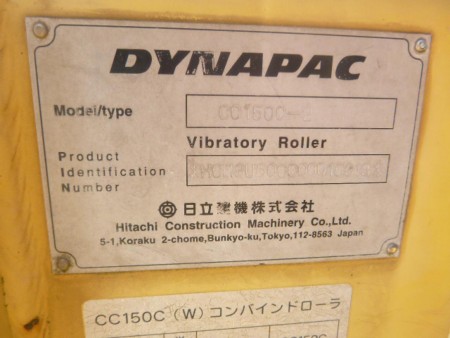 DYNAPAC
Model/type CC150C-
Vibratory Roller
Product
Identification
Number
日立建機株式会社
Hitachi Construction Machinery Co.,Ltd.
5-1,Koraku 2-chome,Bunkyo-ku,Tokyo,112-8563 Japan
CC150C (W) コンバインドローラ